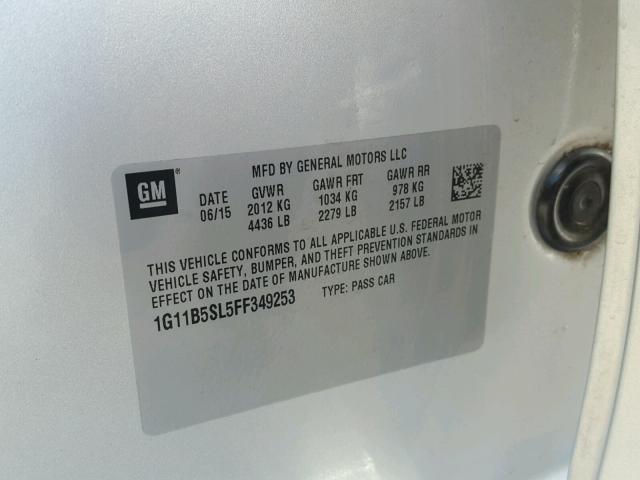 MFD BY GENERAL MOTORS LLC
GM®
DATE GVWR GAWR FRT GAWR RR
06/15 2012 KG 1034 KG 978 KG
4436 LB 2279 LB 2157 LB
THIS VEHICLE CONFORMS TO ALL APPLICABLE U.S. FEDERAL MOTOR
VEHICLE SAFETY, BUMPER, AND THEFT PREVENTION STANDARDS IN
EFFECT ON THE DATE OF MANUFACTURE SHOWN ABOVE.
1G11B5SL5FF349253 TYPE: PASS CAR